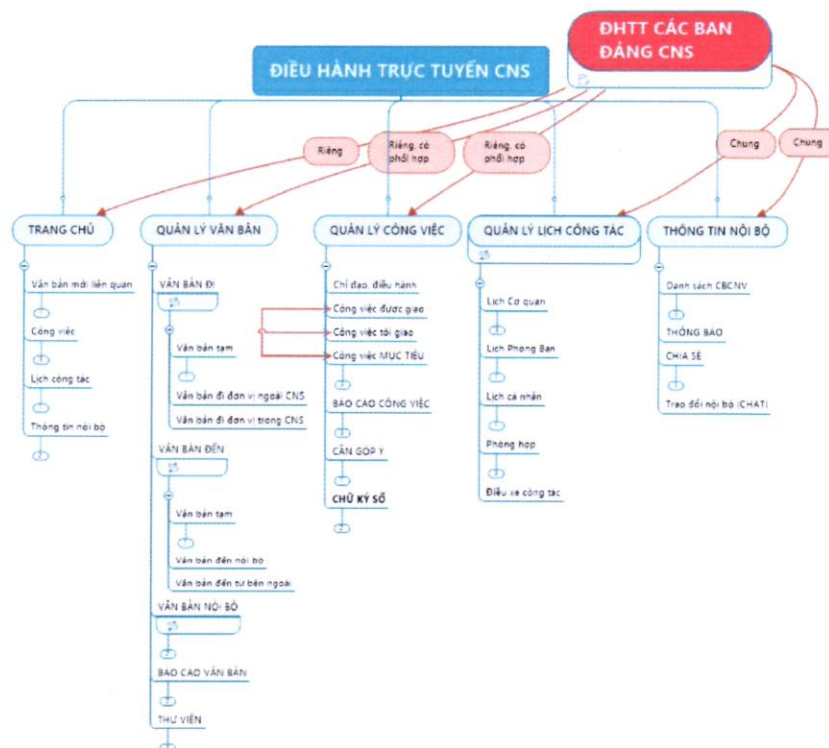 ĐHTT CÁC BAN
ĐẢNG CNS
ĐIỀU HÀNH TRỰC TUYẾN CNS
Riêng
Riêng, có
phối hợp
Riêng, có
phối hợp
Chung
Chung
TRANG CHỦ
Văn bản mới liên quan
Công việc
Lịch công tác
Thông tin nội bộ
QUẢN LÝ VĂN BẢN
VĂN BẢN ĐI
Văn bản tạm
Văn bản đi đơn vị ngoài CNS
Văn bản đi đơn vị trong CNS
VĂN BẢN ĐẾN
Văn bản tạm
Văn bản đến nội bộ
Văn bản đến từ bên ngoài
VĂN BẢN NỘI BỘ
BÁO CÁO VĂN BẢN
THƯ VIỆN
QUẢN LÝ CÔNG VIỆC
Chỉ đạo, điều hành
Công việc được giao
Công việc tôi giao
Công việc MỤC TIÊU
BÁO CÁO CÔNG VIỆC
CẦN GÓP Ý
CHỮ KÝ SỐ
QUẢN LÝ LỊCH CÔNG TÁC
Lịch Cơ quan
Lịch Phòng Ban
Lịch cá nhân
Phòng họp
Điều xe công tác
THÔNG TIN NỘI BỘ
Danh sách CBCNV
THÔNG BÁO
CHIA SẺ
Trao đổi nội bộ (CHAT)